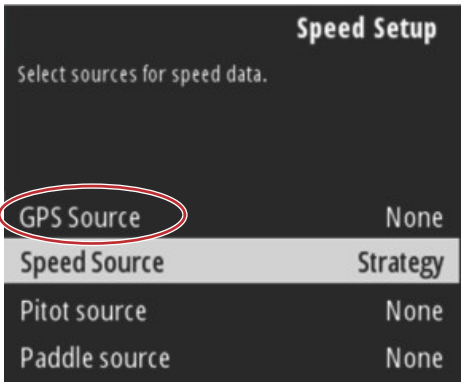 Speed Setup
Select sources for speed data.
GPS Source None
Speed Source Strategy
Pitot source None
Paddle source None